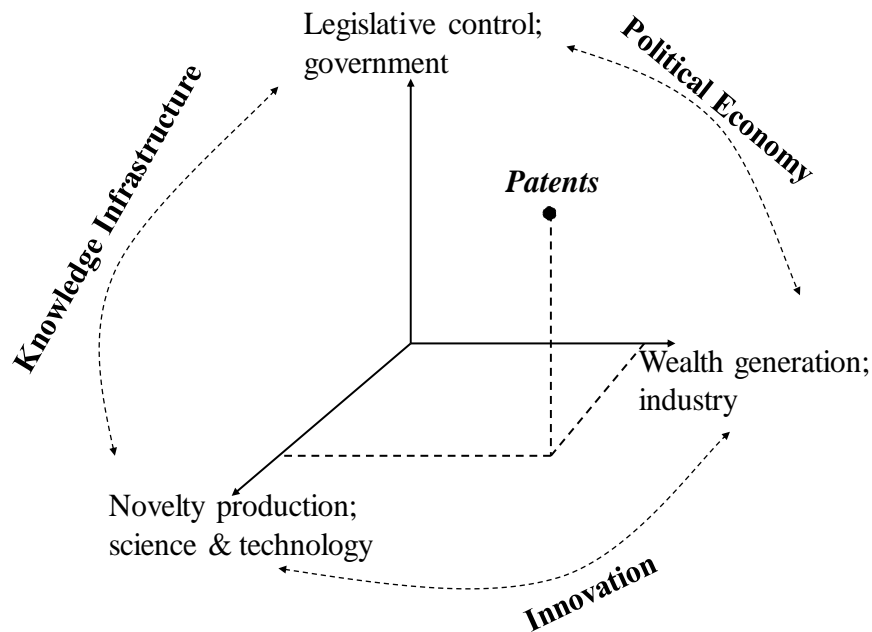 Legislative control;
government
Political Economy
Knowledge Infrastructure
Patents
Wealth generation;
industry
Novelty production;
science & technology
Innovation